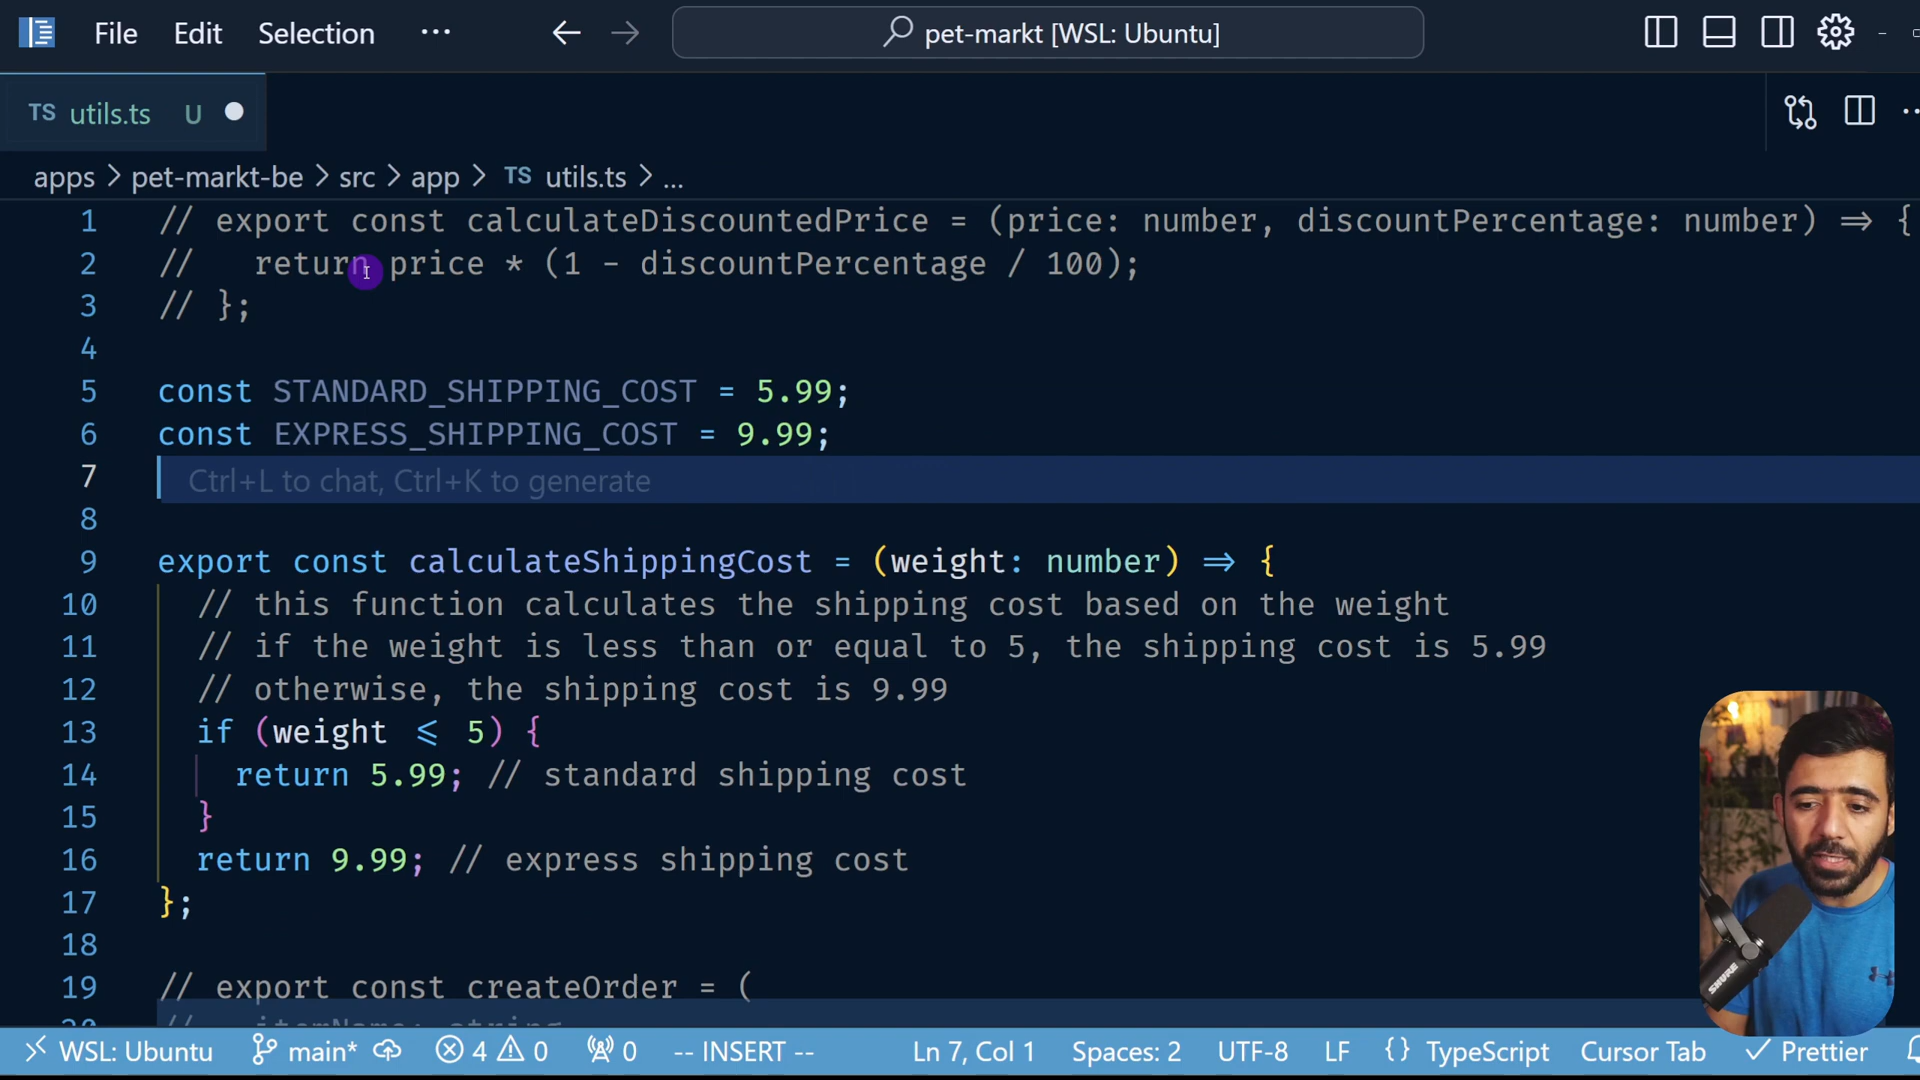 File Edit Selection ··· pet-markt [WSL: Ubuntu]
TS utils.ts U
apps > pet-markt-be > src > app > TS utils.ts > ...
1 // export const calculateDiscountedPrice = (price: number, discountPercentage: number) => {
2 //   return price * (1 - discountPercentage / 100);
3 // };
4
5 const STANDARD_SHIPPING_COST = 5.99;
6 const EXPRESS_SHIPPING_COST = 9.99;
7 Ctrl+L to chat, Ctrl+K to generate
8
9 export const calculateShippingCost = (weight: number) => {
10 // this function calculates the shipping cost based on the weight
11 // if the weight is less than or equal to 5, the shipping cost is 5.99
12 // otherwise, the shipping cost is 9.99
13 if (weight <= 5) {
14 return 5.99; // standard shipping cost
15 }
16 return 9.99; // express shipping cost
17 };
18
19 // export const createOrder = (
20 //   itemName: string
WSL: Ubuntu main* 4 0 0 -- INSERT -- Ln 7, Col 1 Spaces: 2 UTF-8 LF {} TypeScript Cursor Tab Prettier
SHURE